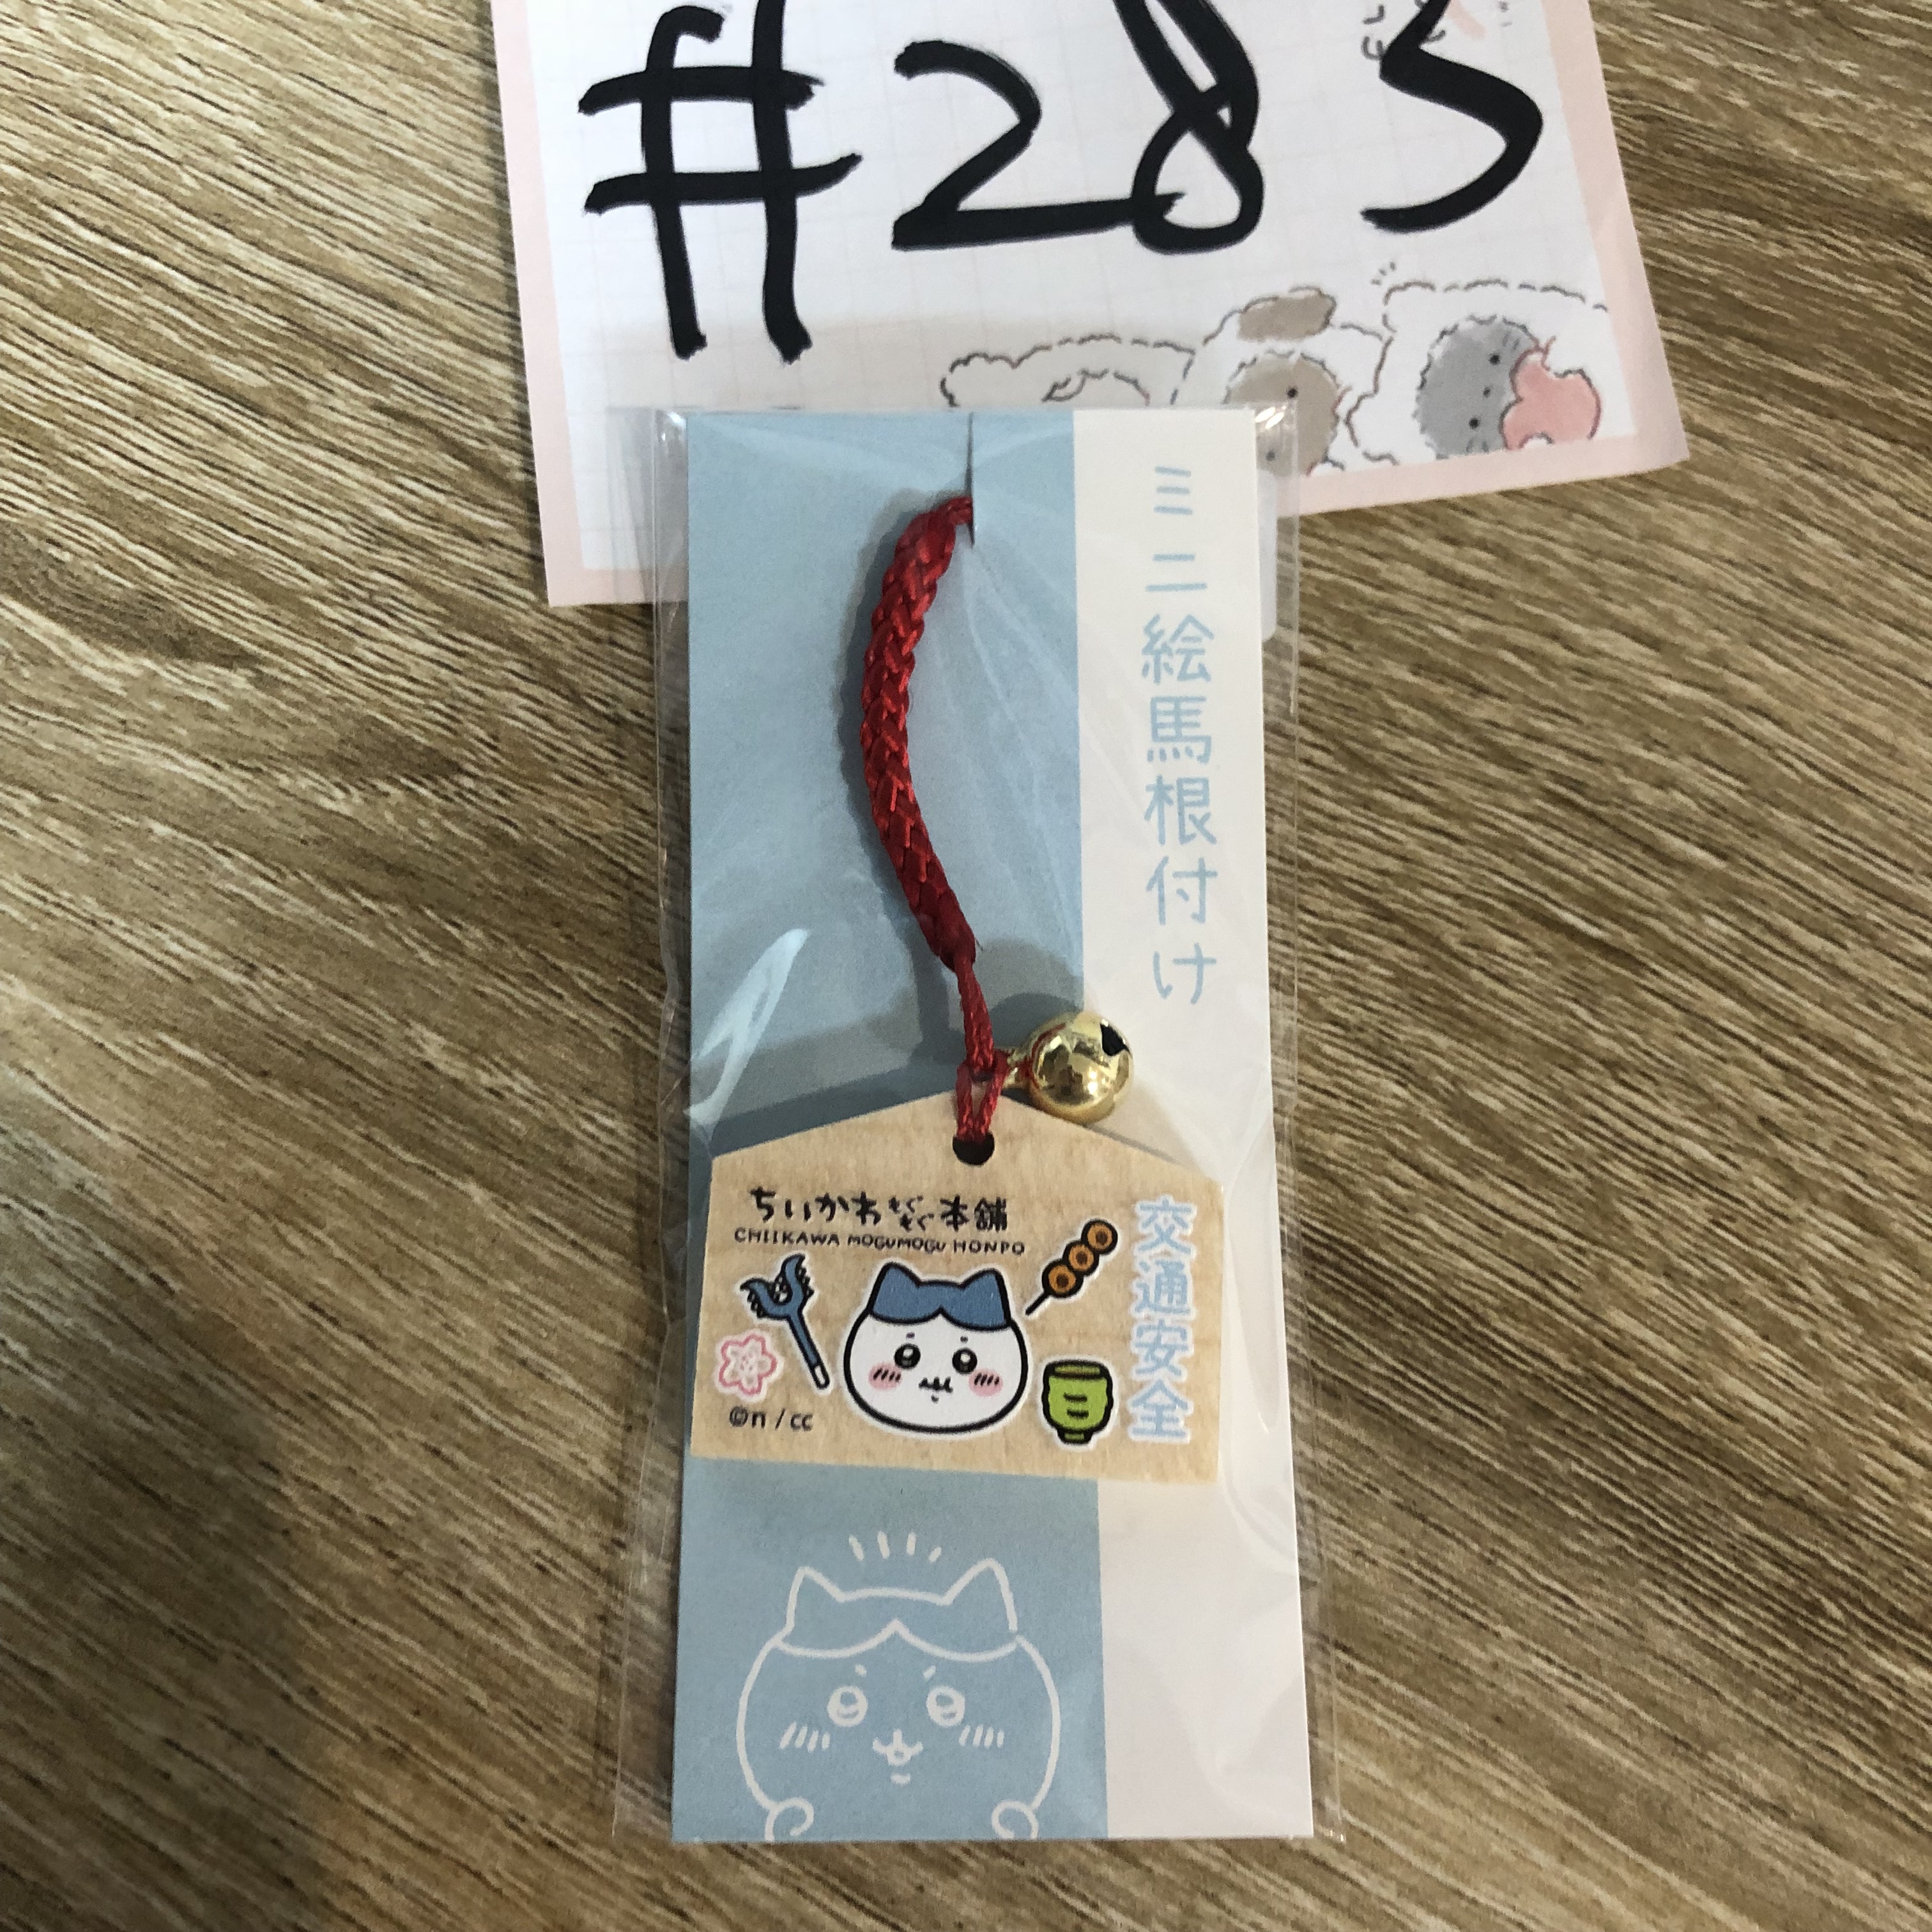 #283
ミニ絵馬根付け
ちいかわもぐもぐ本舗
CHIIKAWA MOGUMOGU HONPO
交通安全
©n / cc